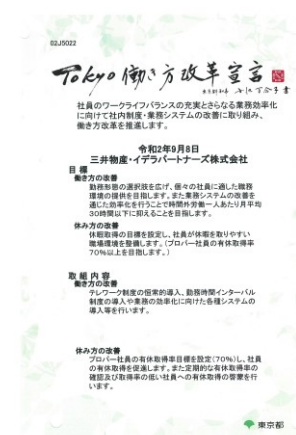 02J5022
Tokyo 働き方改革宣言
東京都知事 小池百合子 書
社員のワークライフバランスの充実とさらなる業務効率化
に向けて社内制度・業務システムの改善に取り組み、
働き方改革を推進します。
令和2年9月8日
三井物産・イデラパートナーズ株式会社
目 標
働き方の改善
勤務形態の選択肢を広げ、個々の社員に適した職務
環境の提供を目指します。また業務システムの改善を
通じた効率化を行うことで時間外労働一人あたり月平均
30時間以下に抑えることを目指します。
休み方の改善
休暇取得の目標を設定し、社員が休暇を取りやすい
職場環境を整備します。（プロパー社員の有休取得率
70%以上を目指します。）
取 組 内 容
働き方の改善
テレワーク制度の恒常的導入、勤務時間インターバル
制度の導入や業務の効率化に向けた各種システムの
導入等を行います。
休み方の改善
プロパー社員の有休取得率目標を設定（70%）し、社員
の有休取得を促進します。また定期的な有休取得率の
確認及び取得率の低い社員への有休取得の啓蒙を行
います。
東京都